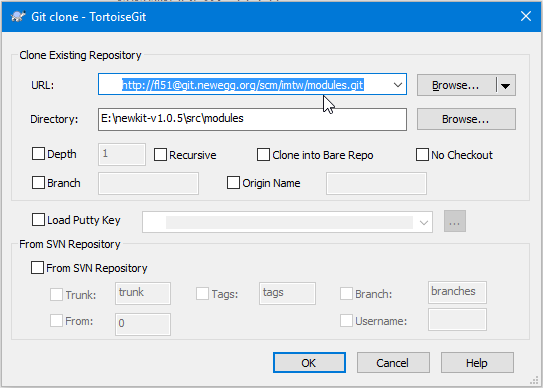 Git clone - TortoiseGit
Clone Existing Repository
URL: http://fl51@git.newegg.org/scm/imtw/modules.git Browse...
Directory: E:\newkit-v1.0.5\src\modules Browse...
Depth 1 Recursive Clone into Bare Repo No Checkout
Branch Origin Name
Load Putty Key ...
From SVN Repository
From SVN Repository
Trunk: trunk Tags: tags Branch: branches
From: 0 Username:
OK Cancel Help